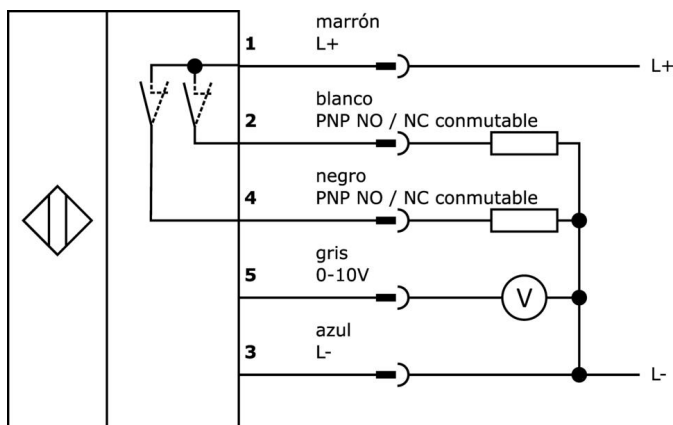 marrón
1 L+
L+
blanco
2 PNP NO / NC conmutable
negro
4 PNP NO / NC conmutable
gris
5 0-10V
V
azul
3 L-
L-